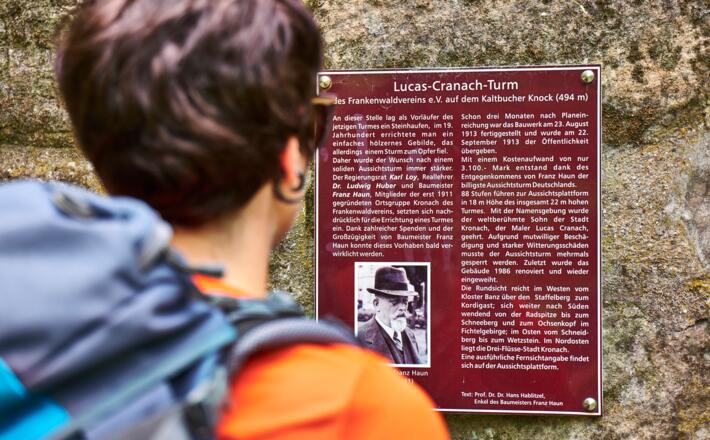 Lucas-Cranach-Turm
des Frankenwaldvereins e.V. auf dem Kaltbucher Knock (494 m)
An dieser Stelle lag als Vorläufer des
jetzigen Turmes ein Steinhaufen, im 19.
Jahrhundert errichtete man ein
einfaches hölzernes Gebilde, das
allerdings einem Sturm zum Opfer fiel.
Daher wurde der Wunsch nach einem
soliden Aussichtsturm immer stärker.
Der Regierungsrat Karl Loy, Reallehrer
Dr. Ludwig Huber und Baumeister
Franz Haun, Mitglieder der erst 1911
gegründeten Ortsgruppe Kronach des
Frankenwaldvereins, setzten sich nach-
drücklich für die Errichtung eines Turmes
ein. Dank zahlreicher Spenden und der
Großzügigkeit von Baumeister Franz
Haun konnte dieses Vorhaben bald ver-
wirklicht werden.
Franz Haun
Schon drei Monaten nach Planein-
reichung war das Bauwerk am 23. August
1913 fertiggestellt und wurde am 22.
September 1913 der Öffentlichkeit
übergeben.
Mit einem Kostenaufwand von nur
3.100.- Mark entstand dank des
Entgegenkommens von Franz Haun der
billigste Aussichtsturm Deutschlands.
88 Stufen führen zur Aussichtsplattform
in 18 m Höhe des insgesamt 22 m hohen
Turmes. Mit der Namensgebung wurde
der weltberühmte Sohn der Stadt
Kronach, der Maler Lucas Cranach,
geehrt. Aufgrund mutwilliger Beschä-
digung und starker Witterungsschäden
musste der Aussichtsturm mehrmals
gesperrt werden. Zuletzt wurde das
Gebäude 1986 renoviert und wieder
eingeweiht.
Die Rundsicht reicht im Westen vom
Kloster Banz über den Staffelberg zum
Kordigast; sich weiter nach Süden
wendend von der Radspitze bis zum
Schneeberg und zum Ochsenkopf im
Fichtelgebirge; im Osten vom Schneid-
berg bis zum Wetzstein. Im Nordosten
liegt die Drei-Flüsse-Stadt Kronach.
Eine ausführliche Fernsichtangabe findet
sich auf der Aussichtsplattform.
Text: Prof. Dr. Dr. Hans Hablitzel,
Enkel des Baumeisters Franz Haun